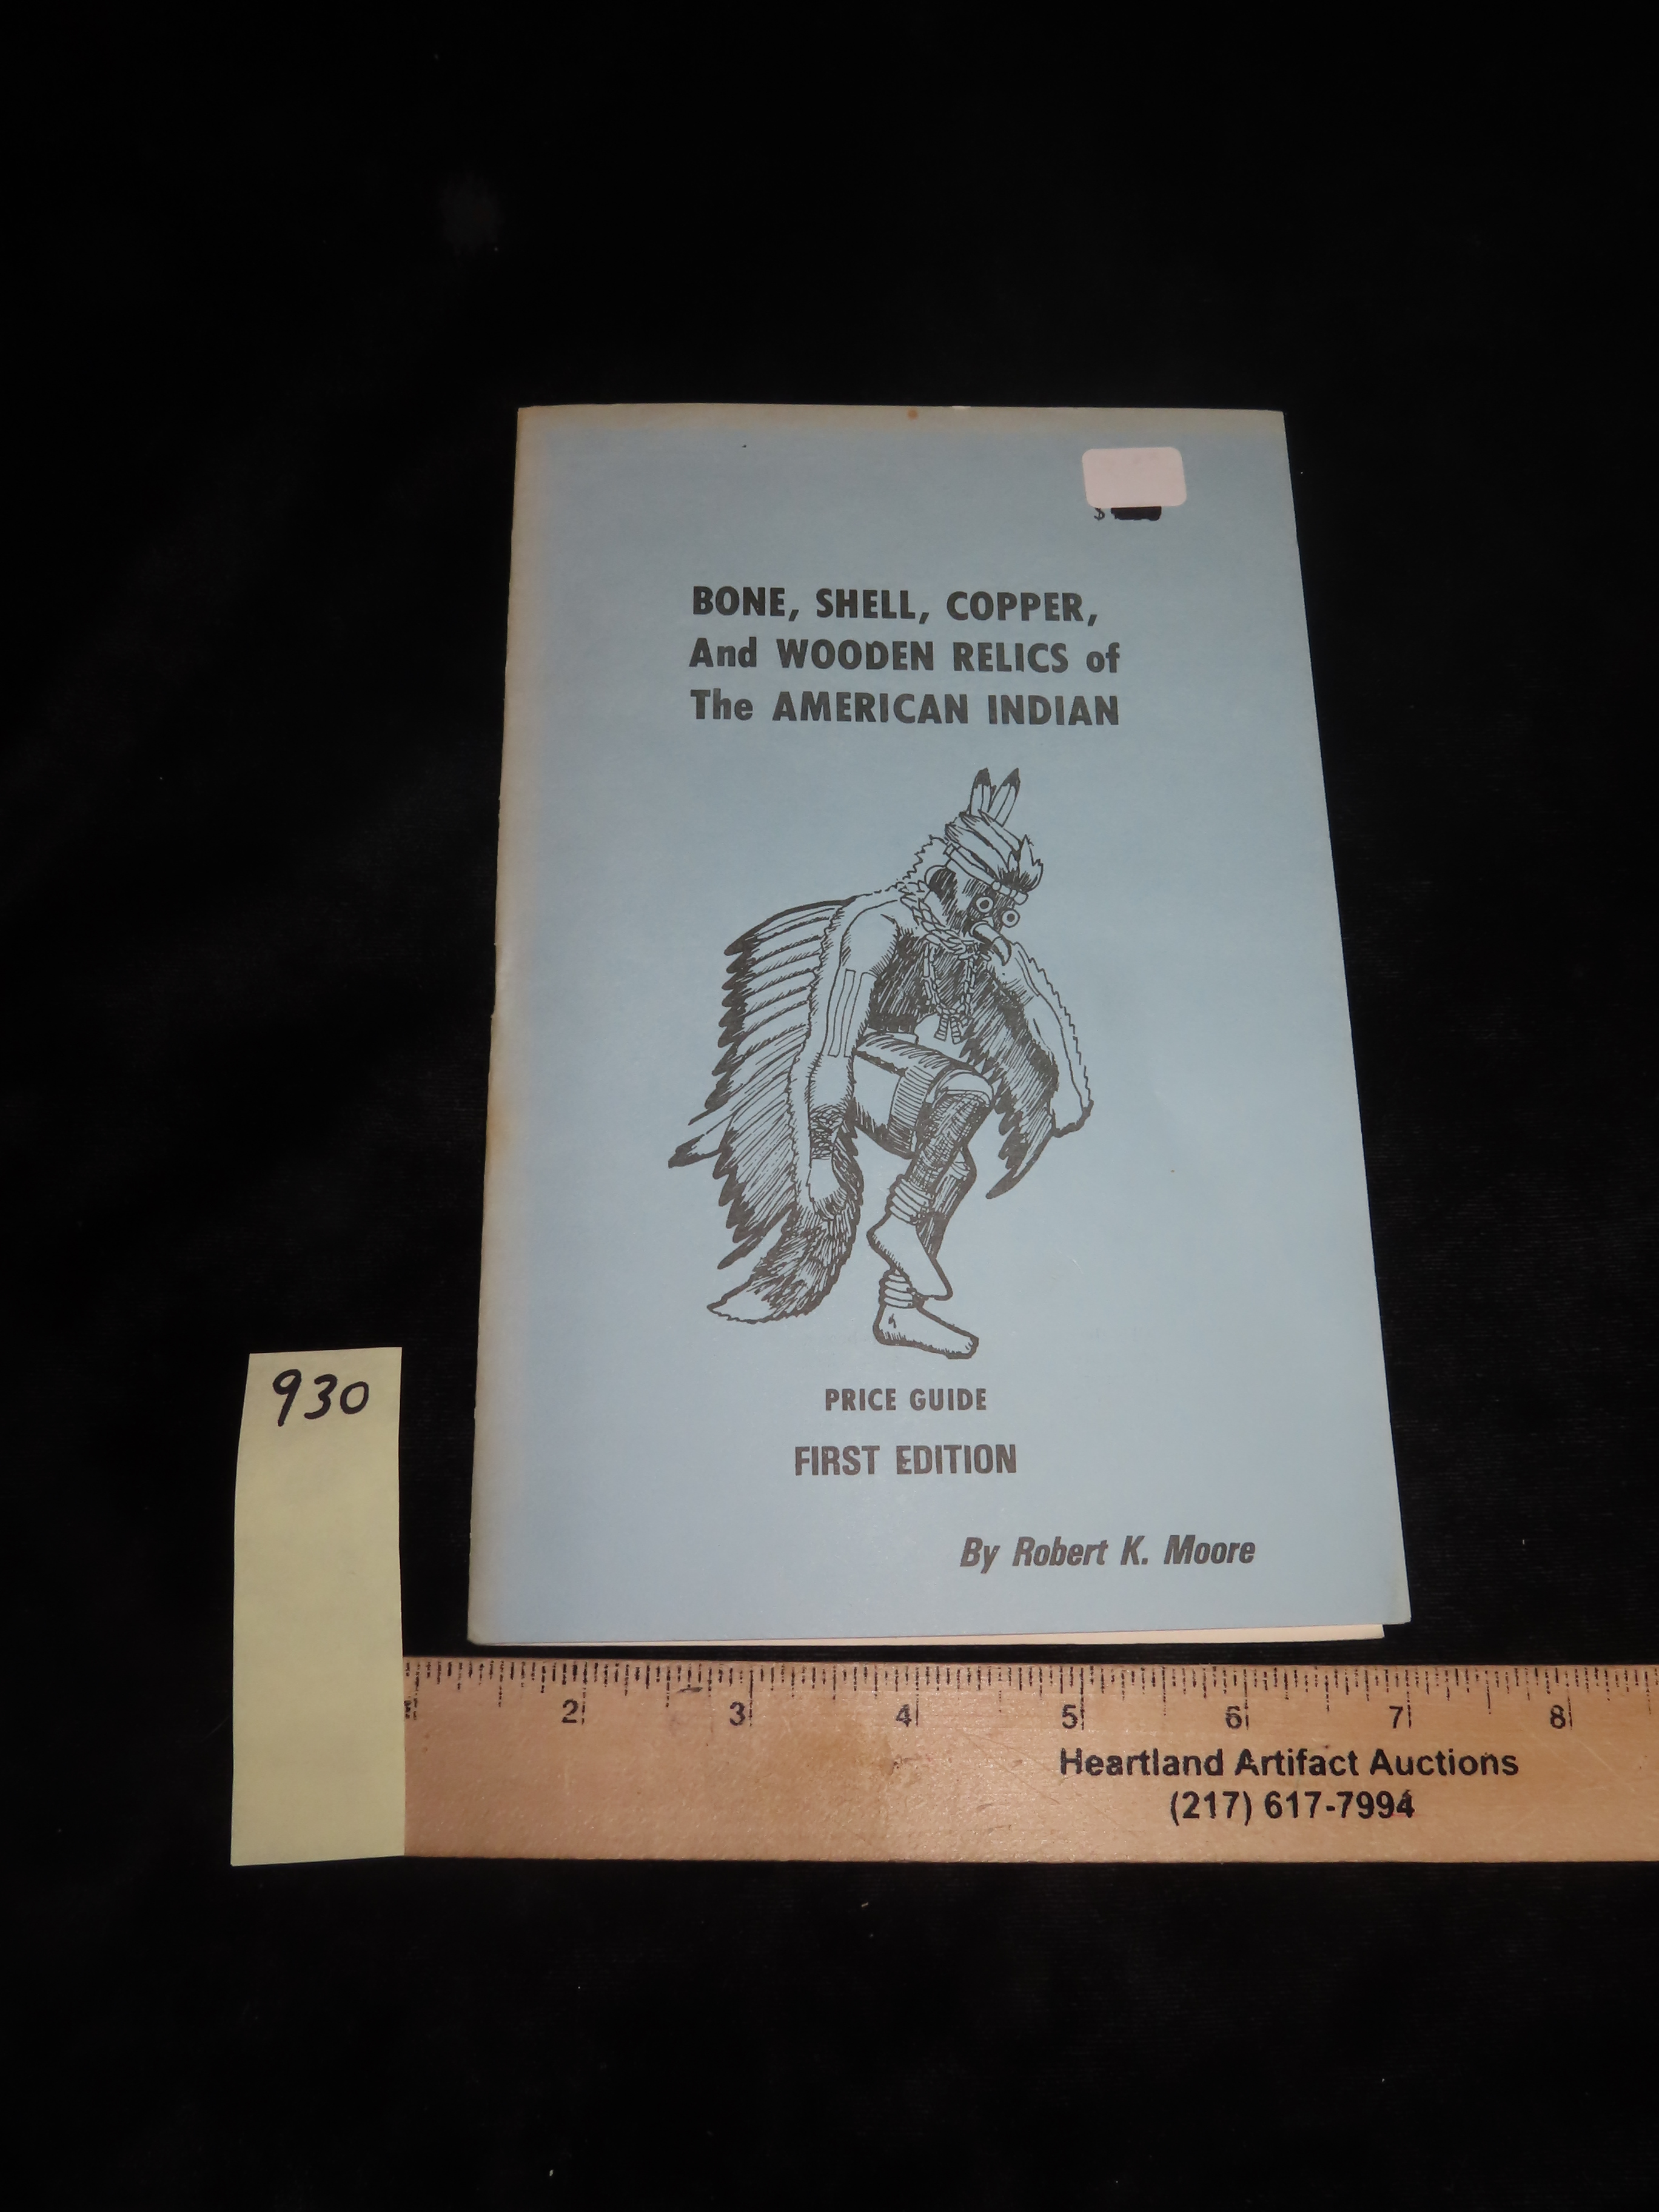 $
BONE, SHELL, COPPER,
And WOODEN RELICS of
The AMERICAN INDIAN
PRICE GUIDE
FIRST EDITION
By Robert K. Moore
930
2 3 4 5 6 7 8
Heartland Artifact Auctions
(217) 617-7994